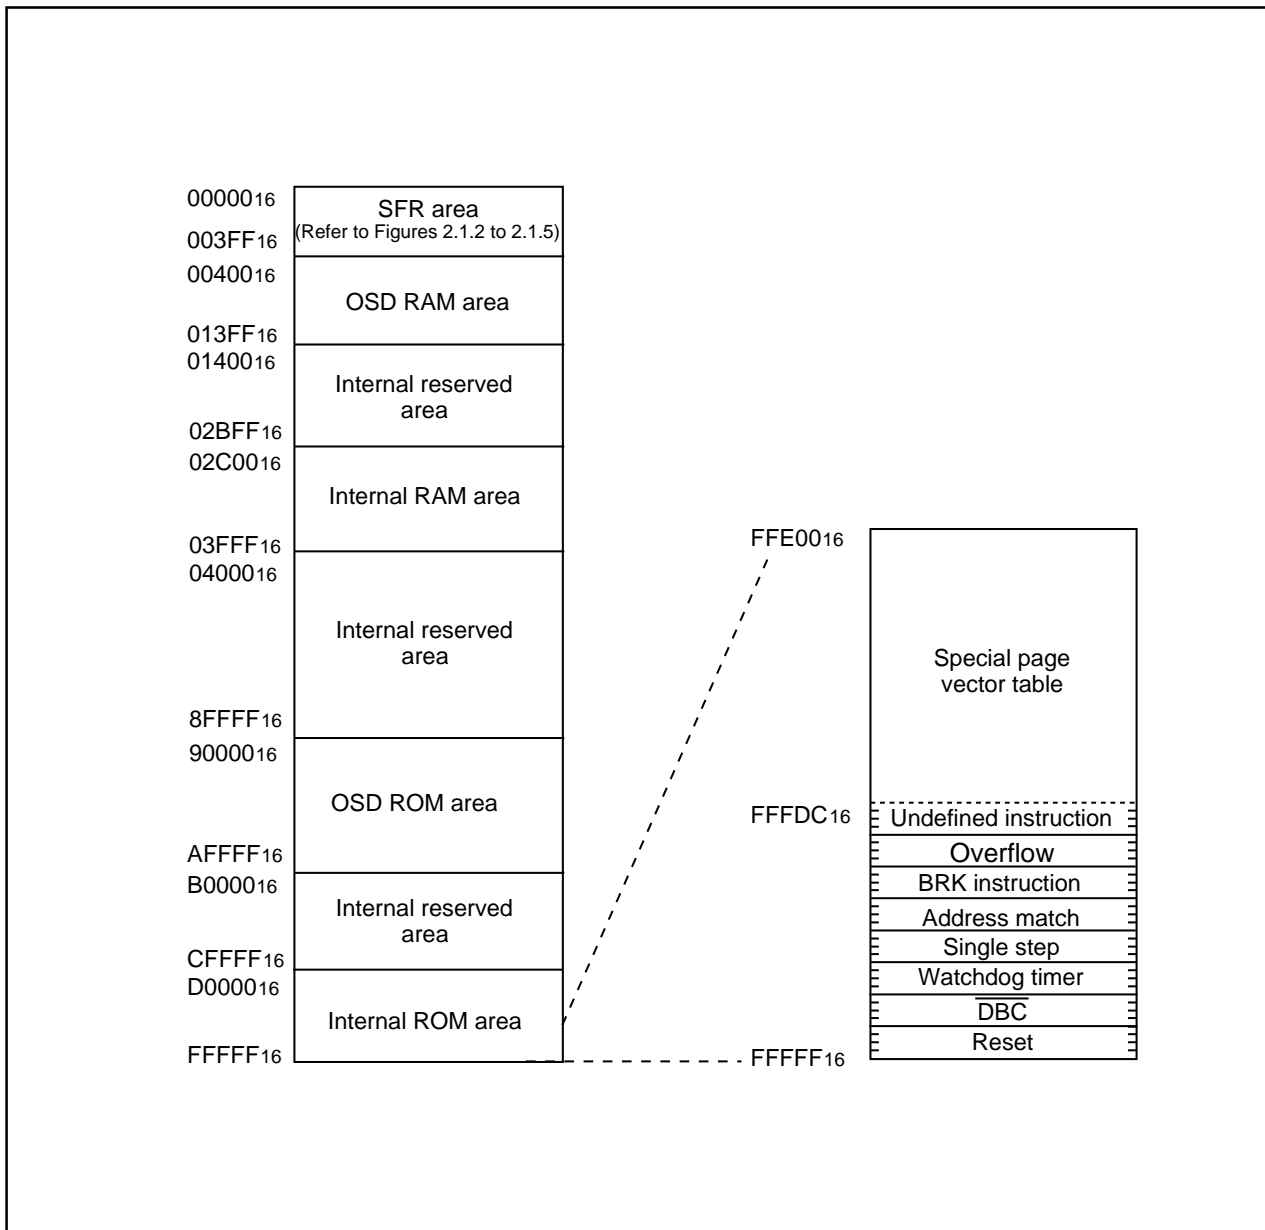 0000016
SFR area
(Refer to Figures 2.1.2 to 2.1.5)
003FF16
0040016
OSD RAM area
013FF16
0140016
Internal reserved
area
02BFF16
02C0016
Internal RAM area
03FFF16
0400016
Internal reserved
area
8FFFF16
9000016
OSD ROM area
AFFFF16
B000016
Internal reserved
area
CFFFF16
D000016
Internal ROM area
FFFFF16
FFE0016
Special page
vector table
FFFDC16
Undefined instruction
Overflow
BRK instruction
Address match
Single step
Watchdog timer
DBC
Reset
FFFFF16